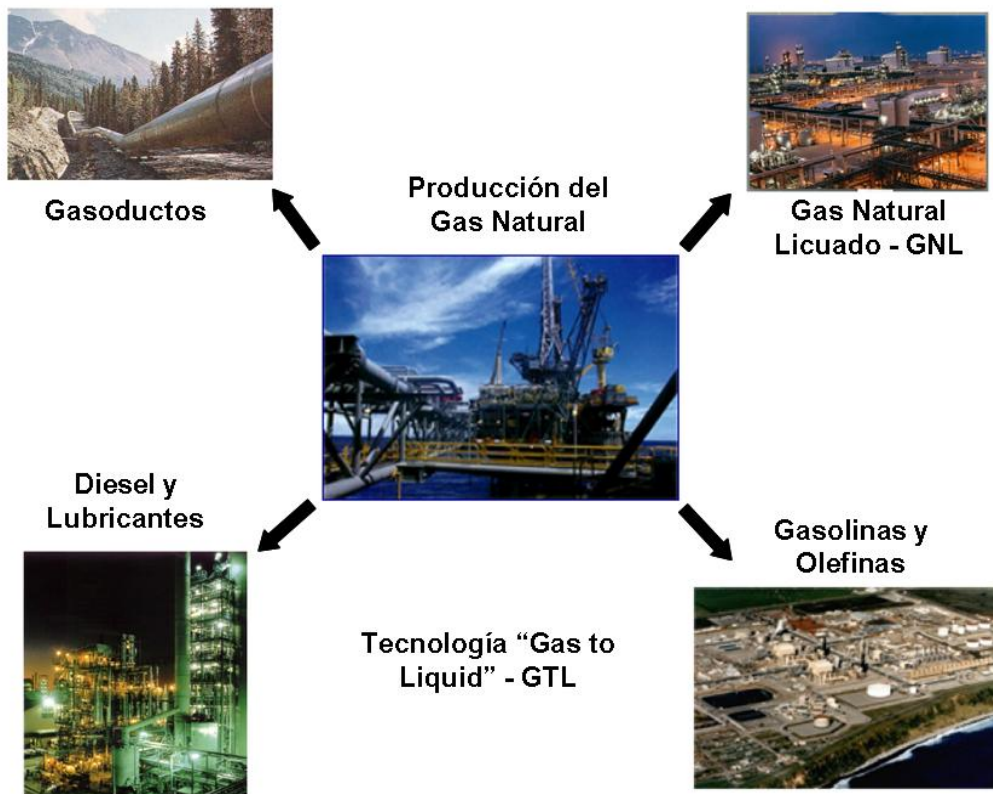 Producción del
Gas Natural
Gasoductos
Gas Natural
Licuado - GNL
Diesel y
Lubricantes
Gasolinas y
Olefinas
Tecnología “Gas to
Liquid” - GTL